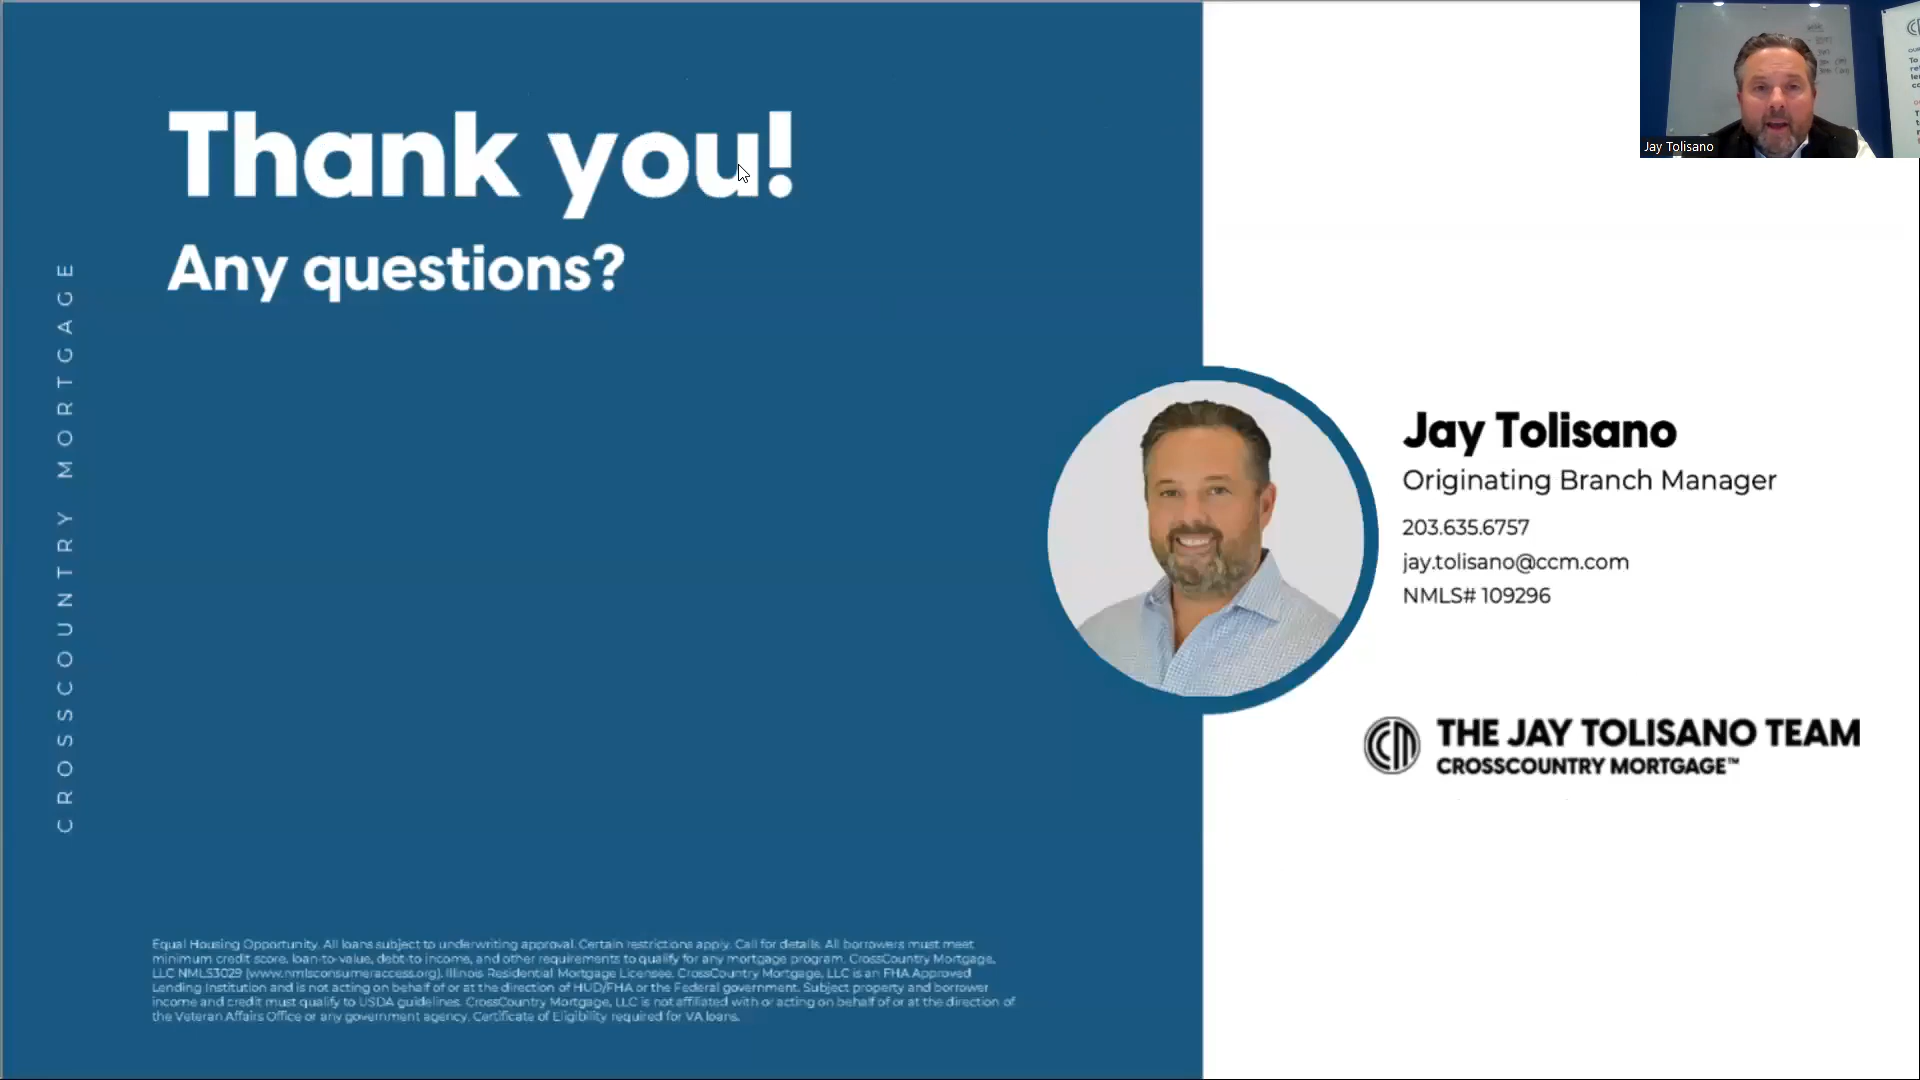 Thank you!
Any questions?
CROSSCOUNTRY MORTGAGE
Jay Tolisano
Jay Tolisano
Originating Branch Manager
203.635.6757
jay.tolisano@ccm.com
NMLS# 109296
CCM THE JAY TOLISANO TEAM
CROSSCOUNTRY MORTGAGE™
Equal Housing Opportunity. All loans subject to underwriting approval. Certain restrictions apply. Call for details. All borrowers must meet
minimum credit score, loan-to-value, debt-to income, and other requirements to qualify for any mortgage program. CrossCountry Mortgage,
LLC NMLS3029 (www.nmlsconsumeraccess.org). Illinois Residential Mortgage Licensee. CrossCountry Mortgage, LLC is an FHA Approved
Lending Institution and is not acting on behalf of or at the direction of HUD/FHA or the Federal government. Subject property and borrower
income and credit must qualify to USDA guidelines. CrossCountry Mortgage, LLC is not affiliated with or acting on behalf of or at the direction of
the Veteran Affairs Office or any government agency. Certificate of Eligibility required for VA loans.